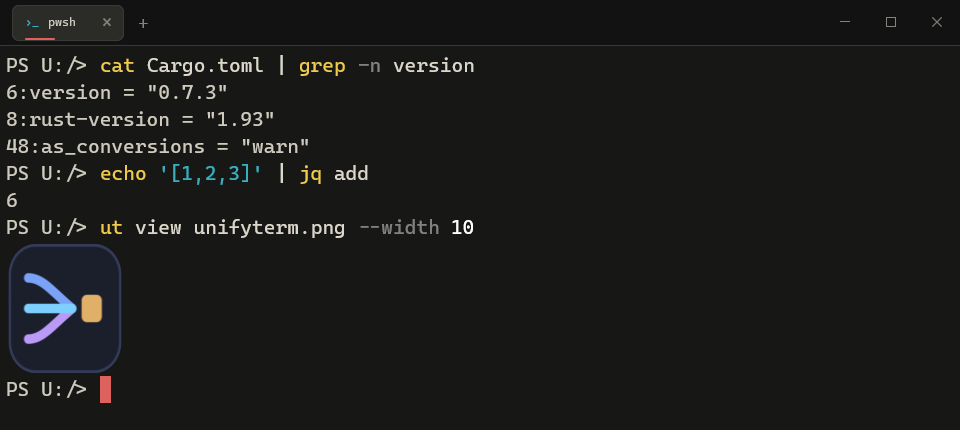 pwsh
PS U:/> cat Cargo.toml | grep -n version
6:version = "0.7.3"
8:rust-version = "1.93"
48:as_conversions = "warn"
PS U:/> echo '[1,2,3]' | jq add
6
PS U:/> ut view unifyterm.png --width 10
PS U:/>